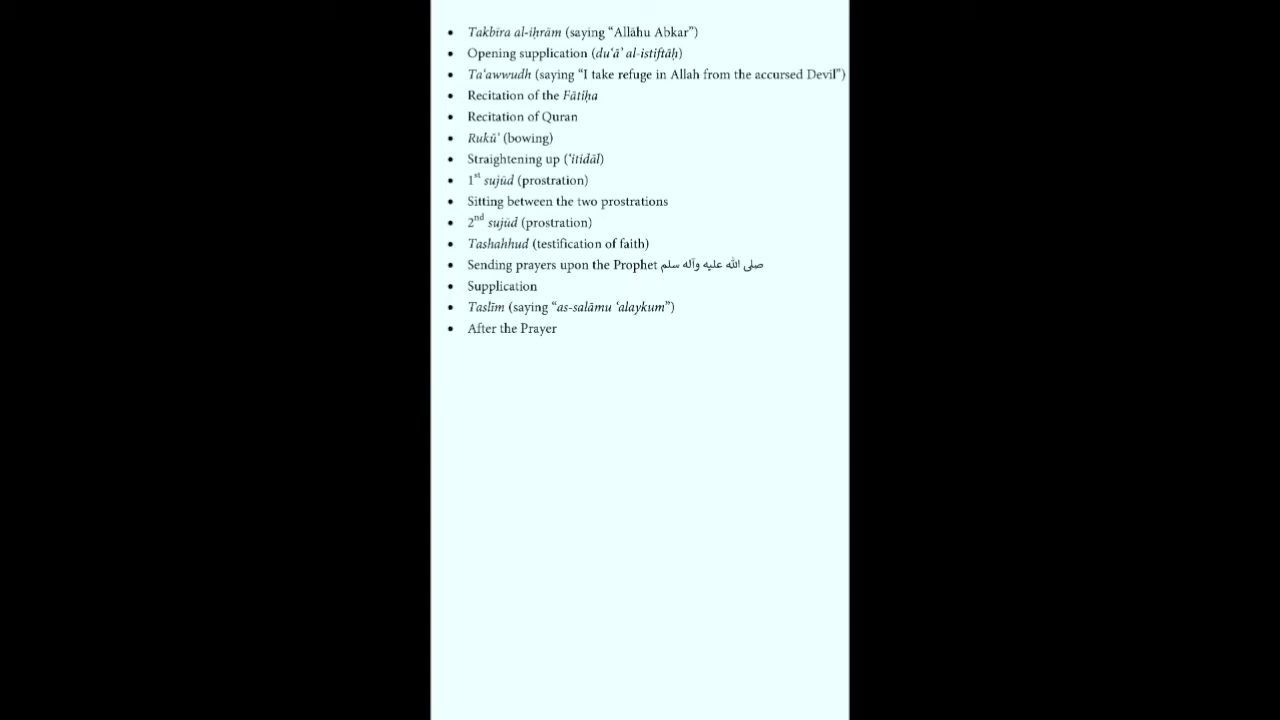 • Takbīra al-iḥrām (saying “Allāhu Abkar”)
• Opening supplication (du‘ā’ al-istiftāḥ)
• Ta‘awwudh (saying “I take refuge in Allah from the accursed Devil”)
• Recitation of the Fātiḥa
• Recitation of Quran
• Rukū‘ (bowing)
• Straightening up (‘itidāl)
• 1st sujūd (prostration)
• Sitting between the two prostrations
• 2nd sujūd (prostration)
• Tashahhud (testification of faith)
• Sending prayers upon the Prophet صلى الله عليه وآله سلم
• Supplication
• Taslīm (saying “as-salāmu ‘alaykum”)
• After the Prayer